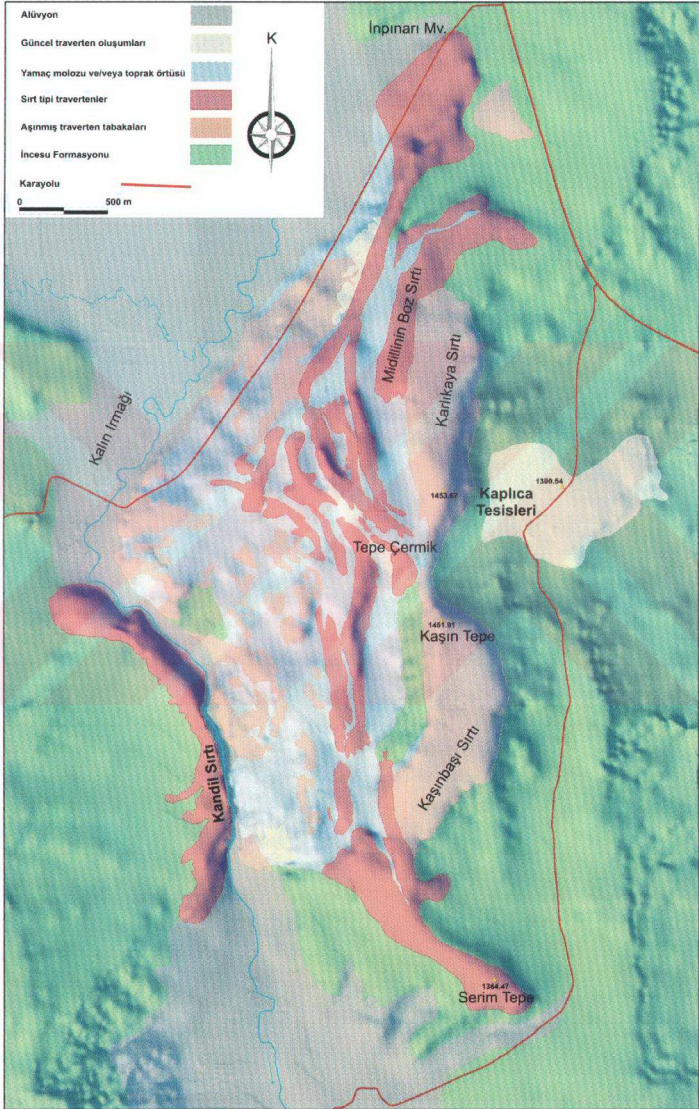 Alüvyon
Güncel traverten oluşumları
Yamaç molozu ve/veya toprak örtüsü
Sırt tipi travertenler
Aşınmış traverten tabakaları
İncesu Formasyonu
Karayolu
0 500 m
K
İnpınarı Mv.
Midillinin Boz Sırtı
Karlıkaya Sırtı
Kalın Irmağı
1453.67
1390.54
Kaplıca
Tesisleri
Tepe Çermik
1451.91
Kaşın Tepe
Kaşınbaşı Sırtı
Kandil Sırtı
1364.47
Serim Tepe